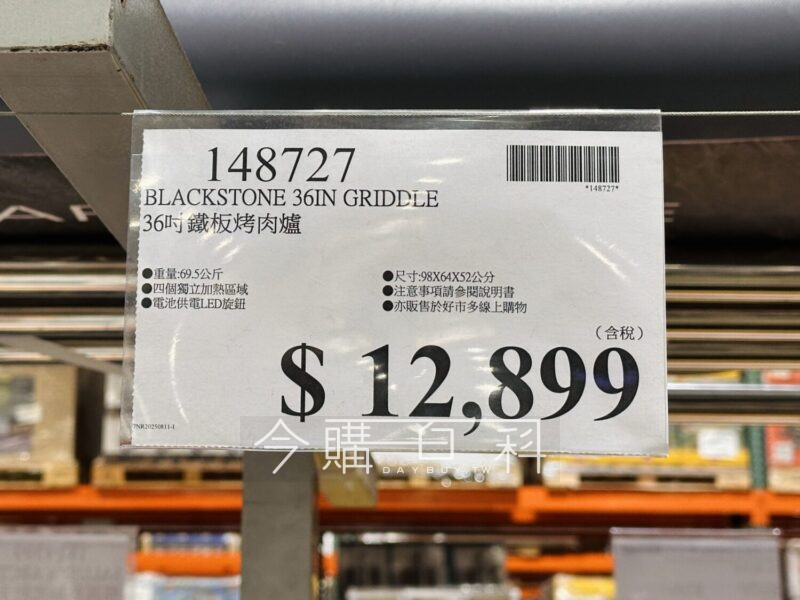 148727
*148727*
BLACKSTONE 36IN GRIDDLE
36吋鐵板烤肉爐
●重量:69.5公斤
●四個獨立加熱區域
●電池供電LED旋鈕
●尺寸:98X64X52公分
●注意事項請參閱說明書
●亦販售於好市多線上購物
(含稅)
$ 12,899
7NR20250811-1
今購百科
DAYBUY.TW